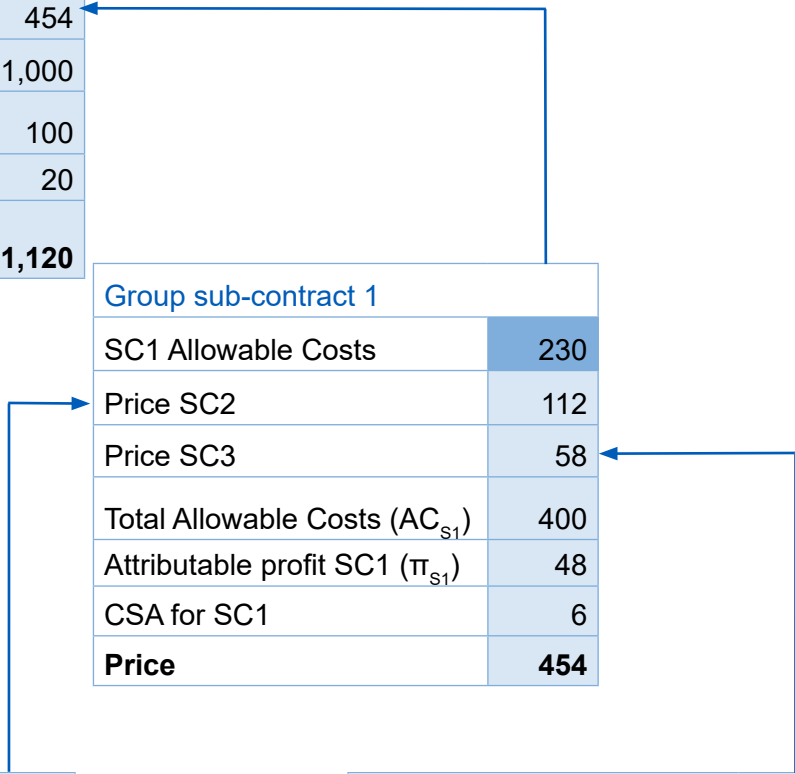 454
1,000
100
20
1,120
Group sub-contract 1
SC1 Allowable Costs 230
Price SC2 112
Price SC3 58
Total Allowable Costs (AC_S1) 400
Attributable profit SC1 (π_S1) 48
CSA for SC1 6
Price 454